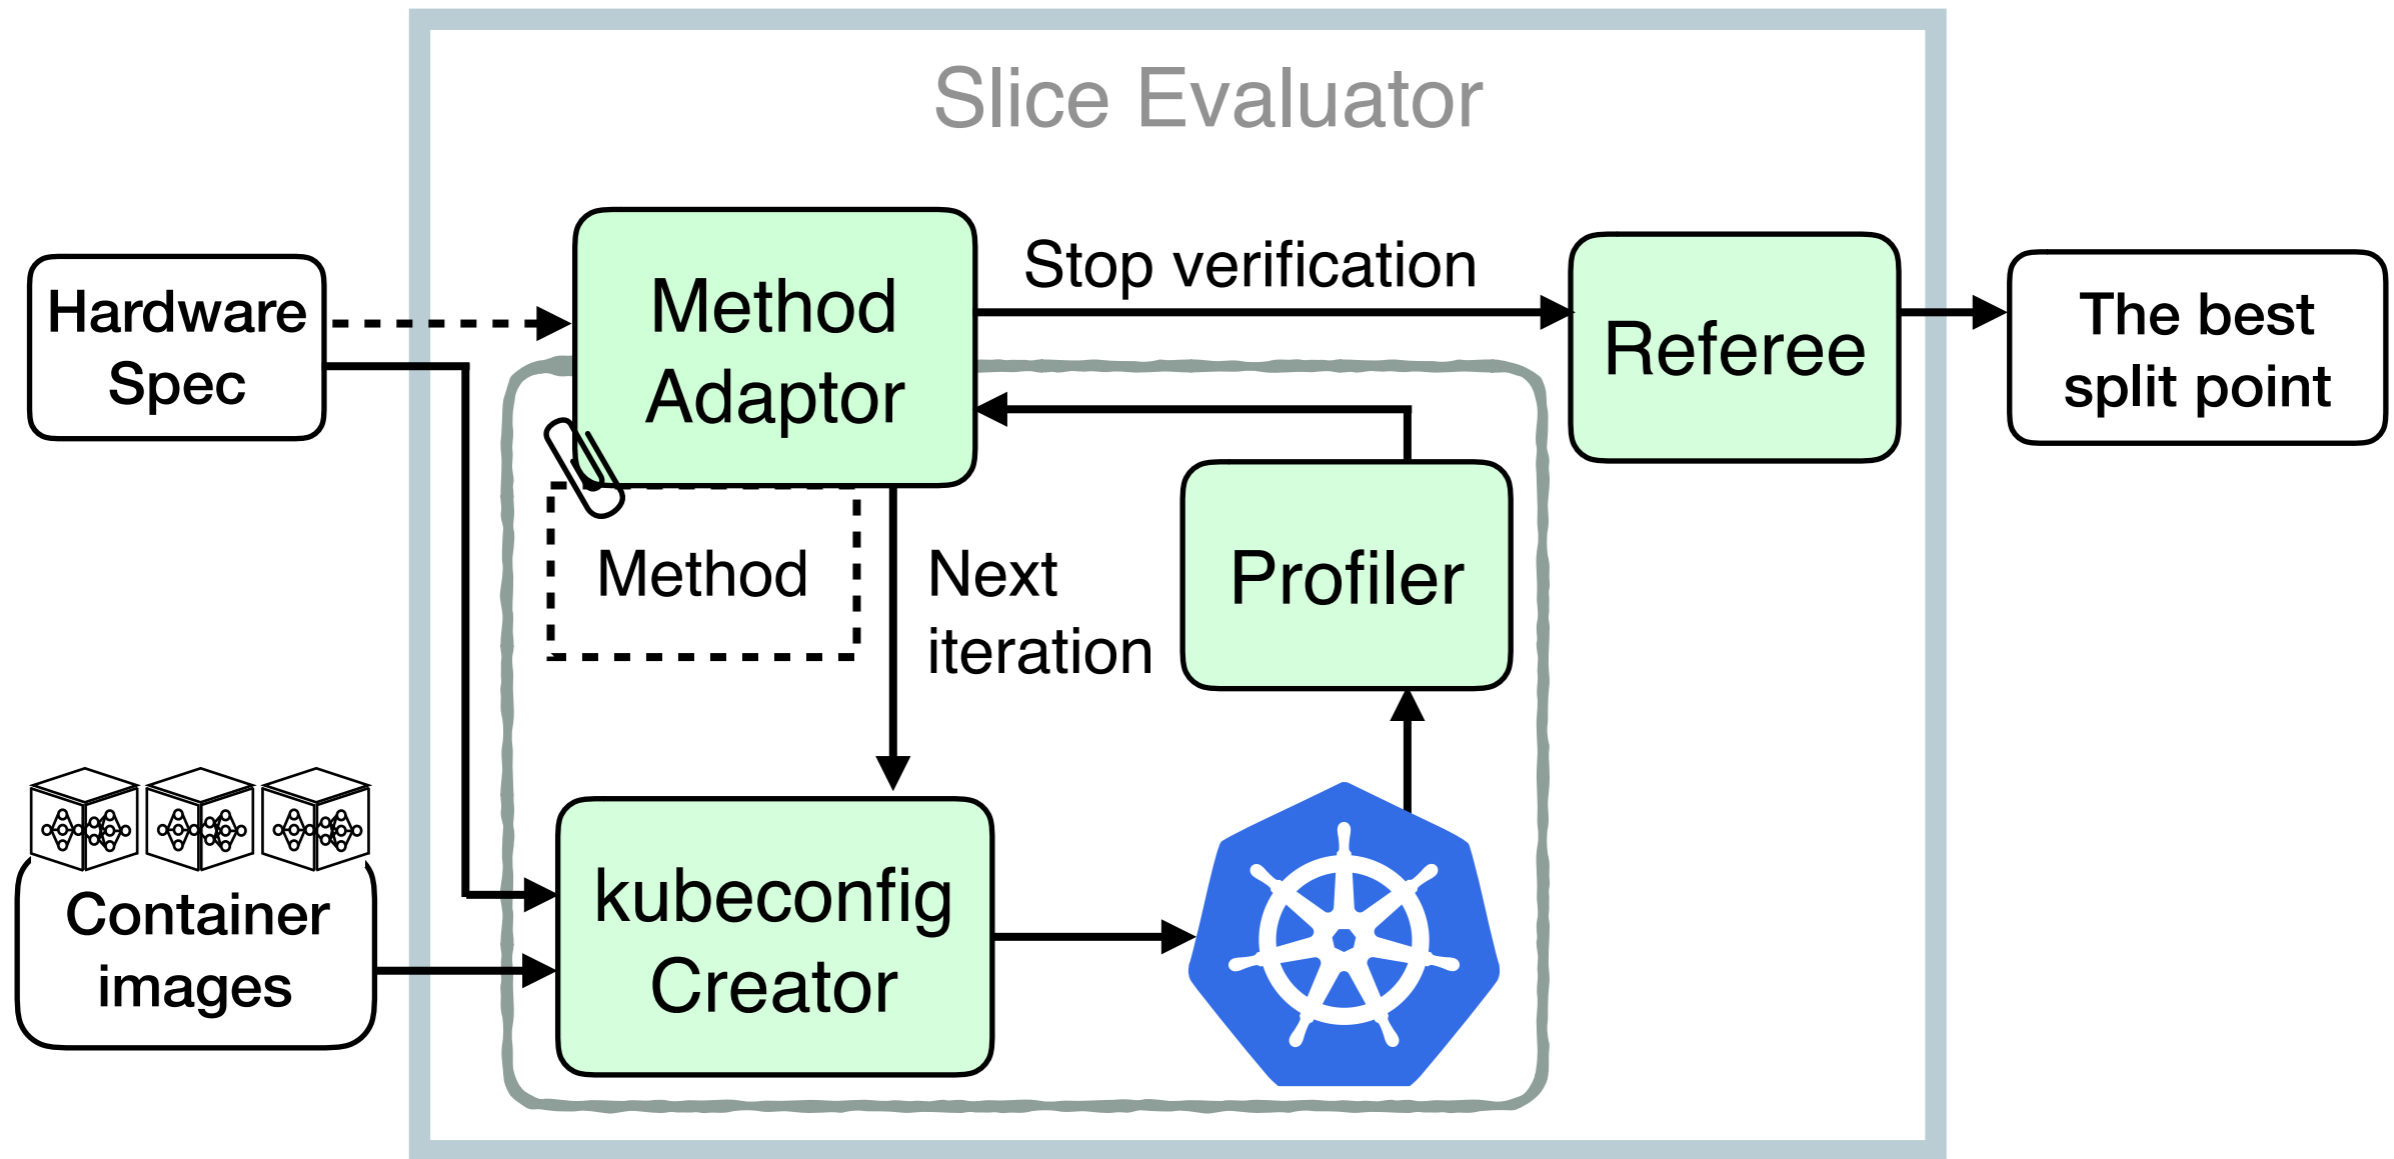 Slice Evaluator
Hardware
Spec
Method
Adaptor
Stop verification
Referee
The best
split point
Method
Next
iteration
Profiler
Container
images
kubeconfig
Creator